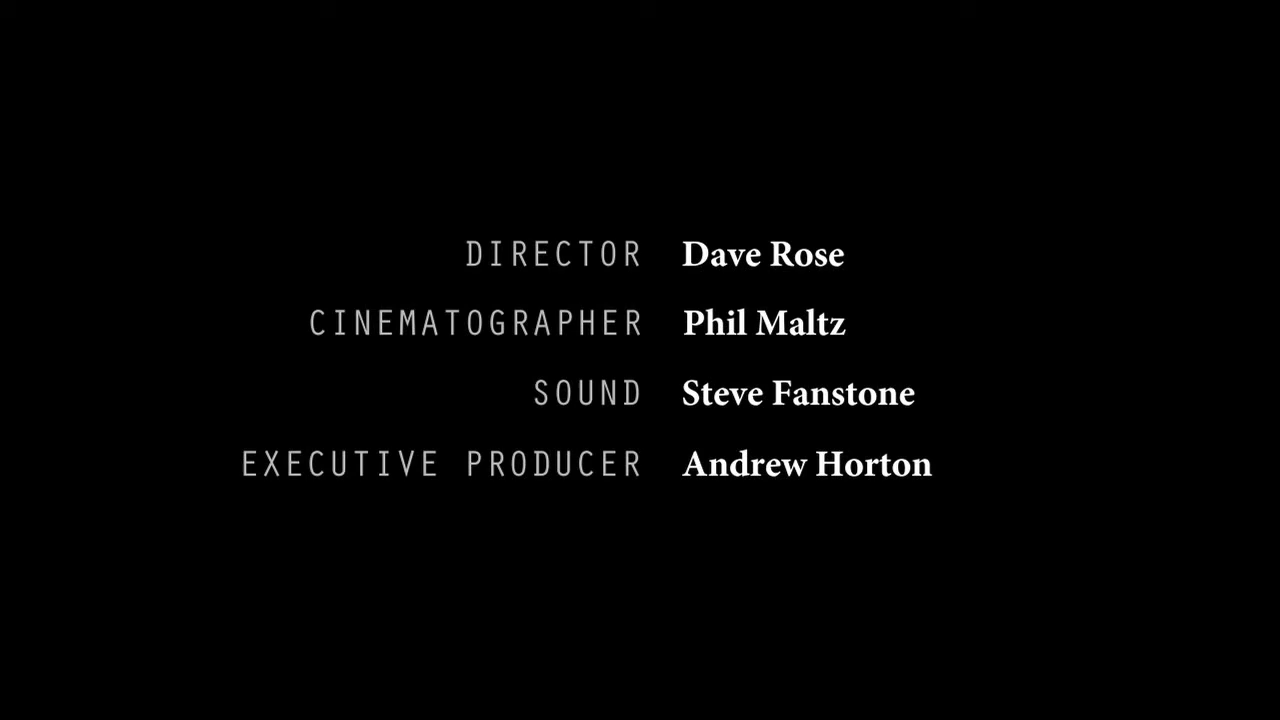 DIRECTOR Dave Rose
CINEMATOGRAPHER Phil Maltz
SOUND Steve Fanstone
EXECUTIVE PRODUCER Andrew Horton